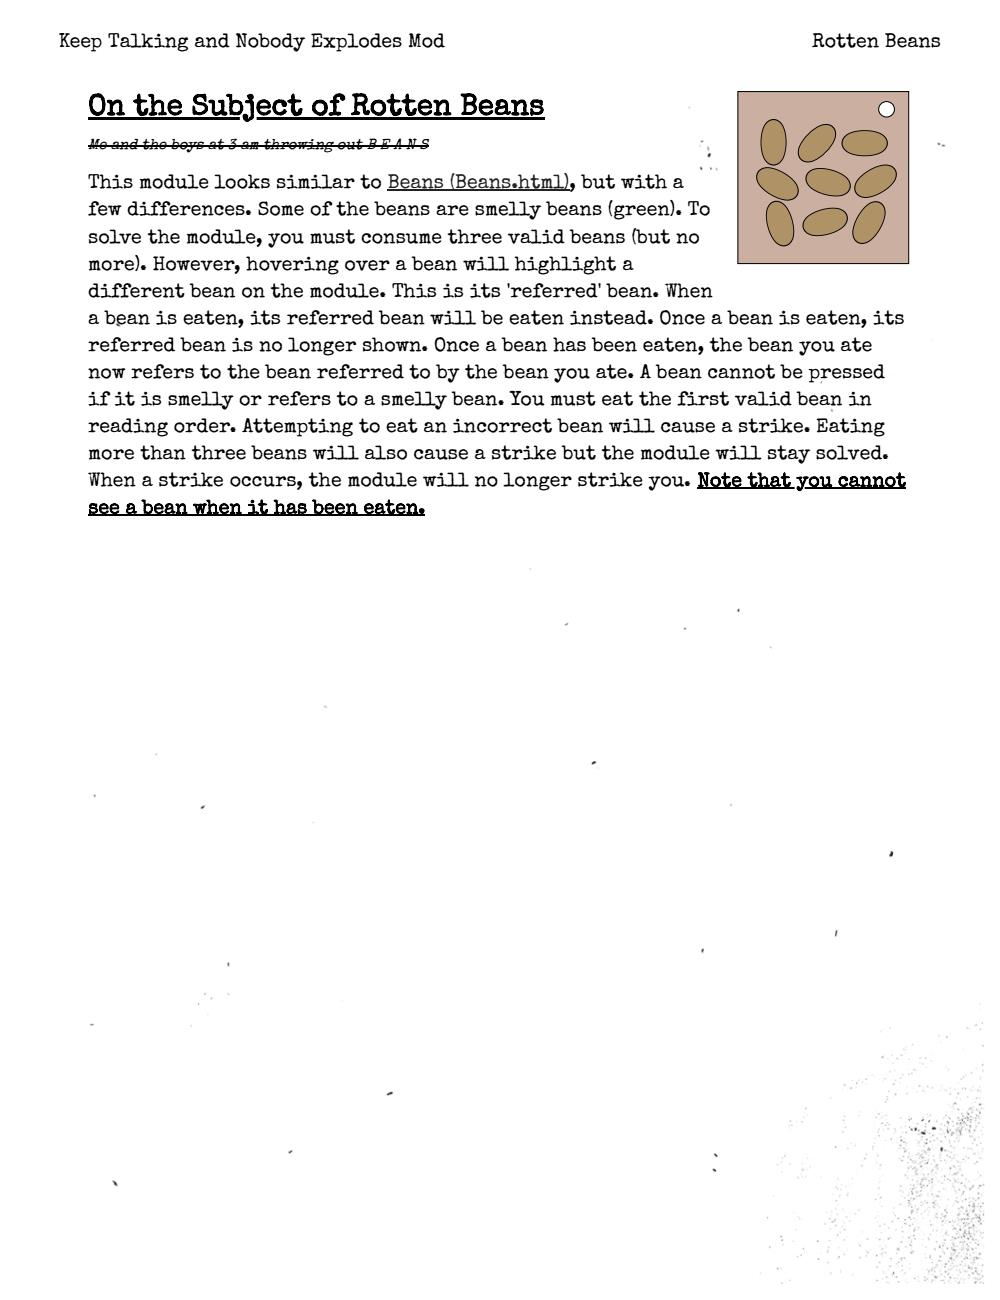 Keep Talking and Nobody Explodes Mod
Rotten Beans
On the Subject of Rotten Beans
Me and the boys at 3 am throwing out B E A N S
This module looks similar to Beans (Beans.html), but with a
few differences. Some of the beans are smelly beans (green). To
solve the module, you must consume three valid beans (but no
more). However, hovering over a bean will highlight a
different bean on the module. This is its 'referred' bean. When
a bean is eaten, its referred bean will be eaten instead. Once a bean is eaten, its
referred bean is no longer shown. Once a bean has been eaten, the bean you ate
now refers to the bean referred to by the bean you ate. A bean cannot be pressed
if it is smelly or refers to a smelly bean. You must eat the first valid bean in
reading order. Attempting to eat an incorrect bean will cause a strike. Eating
more than three beans will also cause a strike but the module will stay solved.
When a strike occurs, the module will no longer strike you. Note that you cannot
see a bean when it has been eaten.